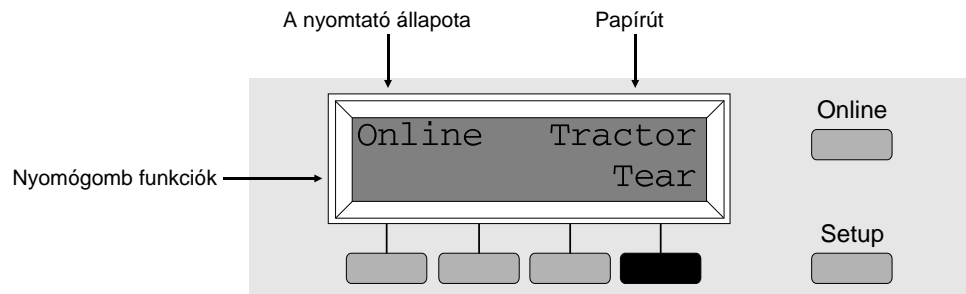 A nyomtató állapota
Papírút
Online Tractor
Tear
Nyomógomb funkciók
Online
Setup